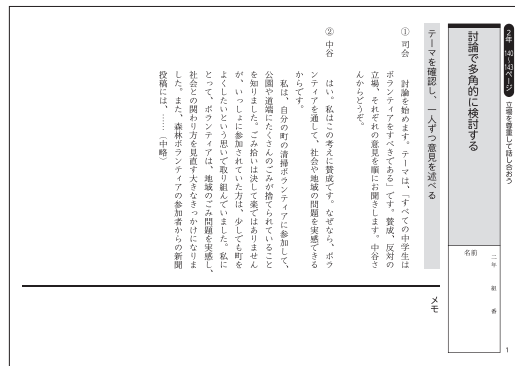 2年 140〜143ページ 立場を尊重して話し合おう
討論で多角的に検討する
二年 組 番
名前
テーマを確認し、一人ずつ意見を述べる
① 司会 討論を始めます。テーマは、「すべての中学生は
ボランティアをすべきである」です。賛成、反対の
立場、それぞれの意見を順にお聞きします。中谷さ
んからどうぞ。
② 中谷 はい。私はこの考えに賛成です。なぜなら、ボラ
ンティアを通して、社会や地域の問題を実感できる
からです。
私は、自分の町の清掃ボランティアに参加して、
公園や道端にたくさんのごみが捨てられていること
を知りました。ごみ拾いは決して楽ではありません
が、いっしょに参加されていた方は、少しでも町を
よくしたいという思いで取り組んでいました。私に
とって、ボランティアは、地域のごみ問題を実感し、
社会との関わり方を見直す大きなきっかけになりま
した。また、森林ボランティアの参加者からの新聞
投稿には、……（中略）
メモ
1